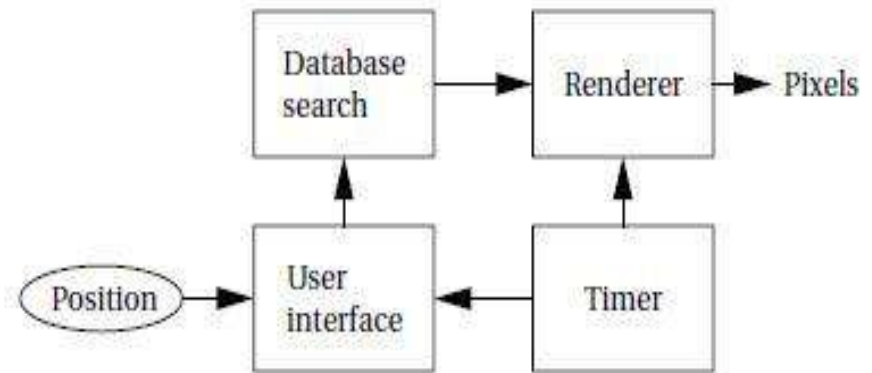 Database
search
Renderer
Pixels
Position
User
interface
Timer